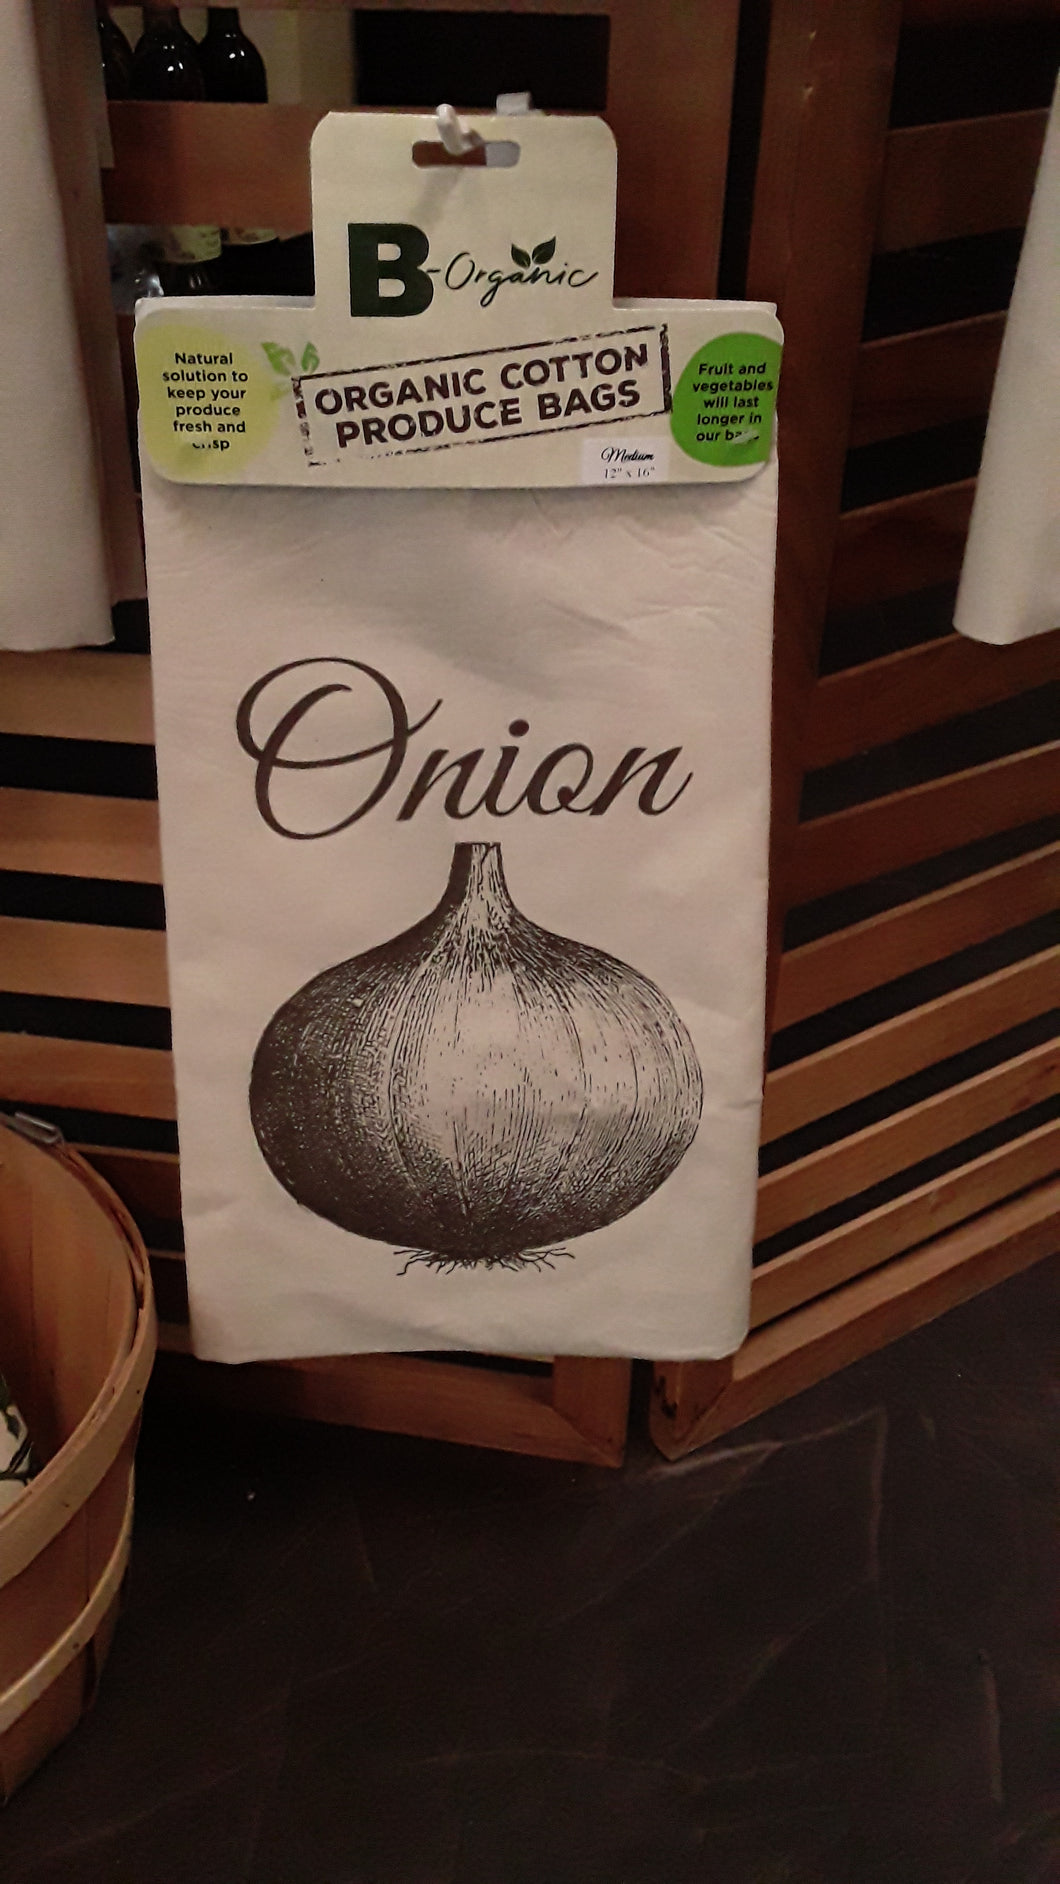 B-Organic
Natural
solution to
keep your
produce
fresh and
crisp
ORGANIC COTTON
PRODUCE BAGS
Medium
12" x 16"
Fruit and
vegetables
will last
longer in
our
Onion